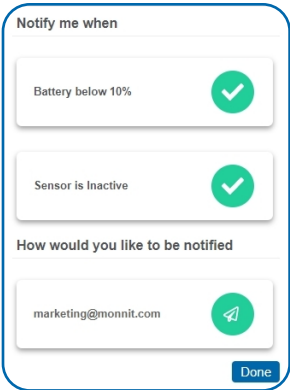 Notify me when
Battery below 10%
Sensor is Inactive
How would you like to be notified
marketing@monnit.com
Done